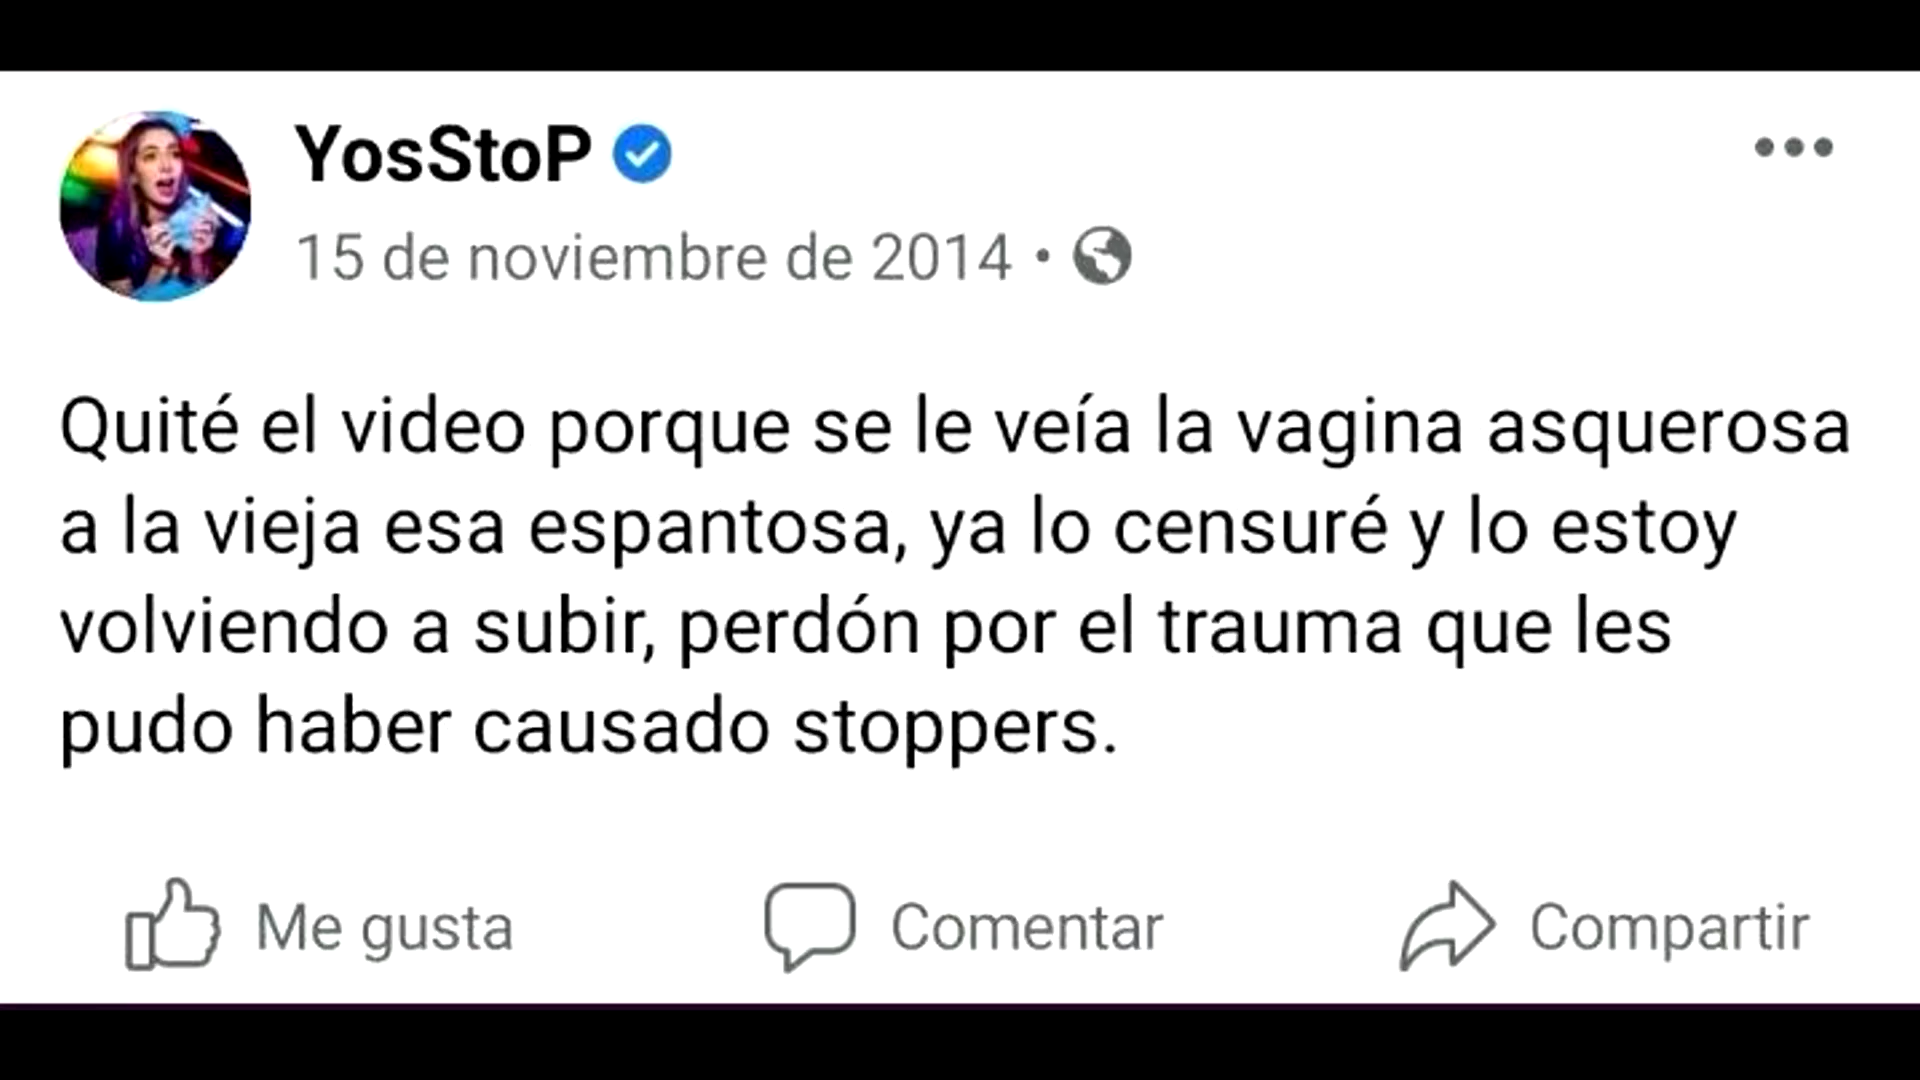 YosStoP
15 de noviembre de 2014 •
Quité el video porque se le veía la vagina asquerosa
a la vieja esa espantosa, ya lo censuré y lo estoy
volviendo a subir, perdón por el trauma que les
pudo haber causado stoppers.
Me gusta Comentar Compartir